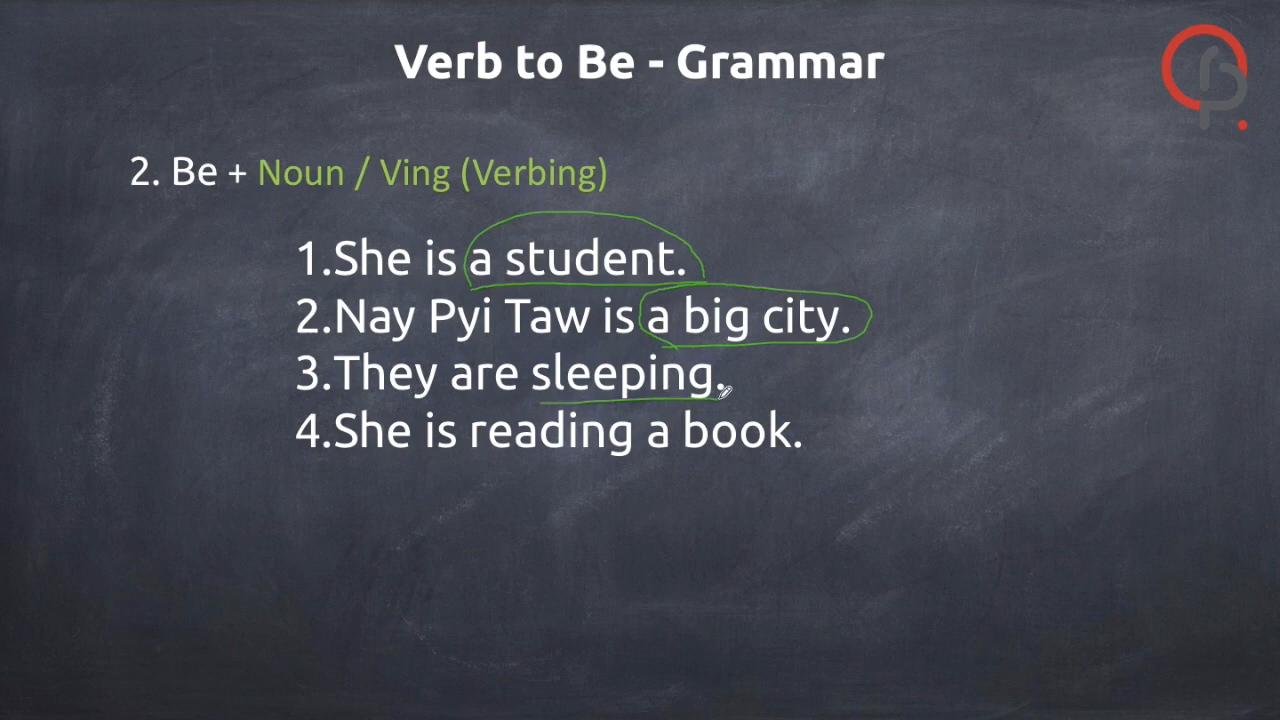 Verb to Be - Grammar
2. Be + Noun / Ving (Verbing)
1.She is a student.
2.Nay Pyi Taw is a big city.
3.They are sleeping.
4.She is reading a book.